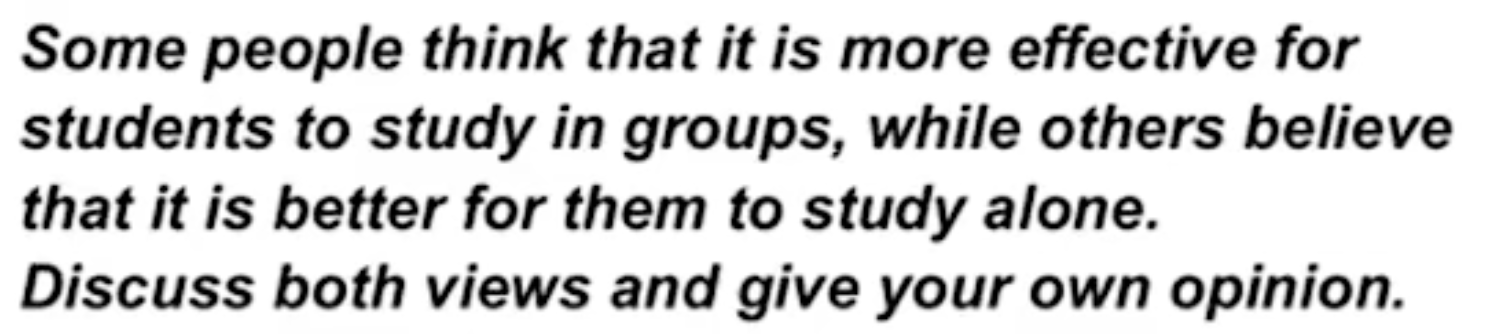 Some people think that it is more effective for
students to study in groups, while others believe
that it is better for them to study alone.
Discuss both views and give your own opinion.